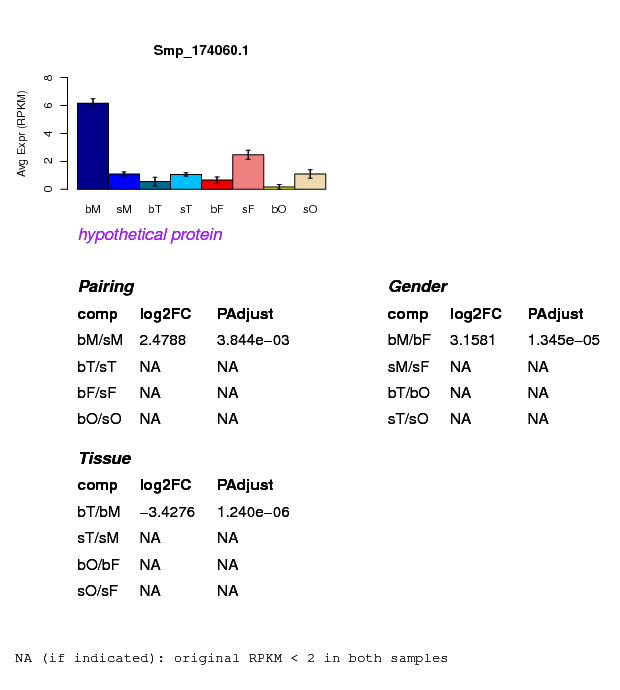 Smp_174060.1
Avg Expr (RPKM)
0 2 4 6 8
bM sM bT sT bF sF bO sO
hypothetical protein
Pairing
comp log2FC PAdjust
bM/sM 2.4788 3.844e−03
bT/sT NA NA
bF/sF NA NA
bO/sO NA NA
Gender
comp log2FC PAdjust
bM/bF 3.1581 1.345e−05
sM/sF NA NA
bT/bO NA NA
sT/sO NA NA
Tissue
comp log2FC PAdjust
bT/bM −3.4276 1.240e−06
sT/sM NA NA
bO/bF NA NA
sO/sF NA NA
NA (if indicated): original RPKM < 2 in both samples